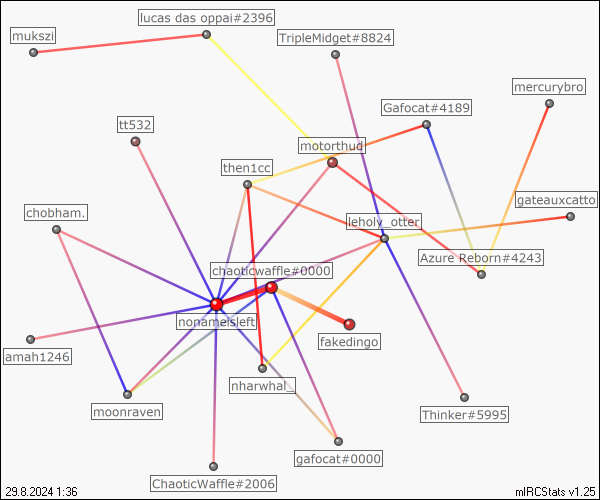 lucas das oppai#2396
mukszi
TripleMidget#8824
mercurybro
Gafocat#4189
tt532
motorthud
then1cc
gateauxcatto
chobham.
leholy_otter
Azure Reborn#4243
chaoticwaffle#0000
nonameisleft
fakedingo
amah1246
nharwhal_
moonraven
Thinker#5995
gafocat#0000
ChaoticWaffle#2006
29.8.2024 1:36
mIRCStats v1.25